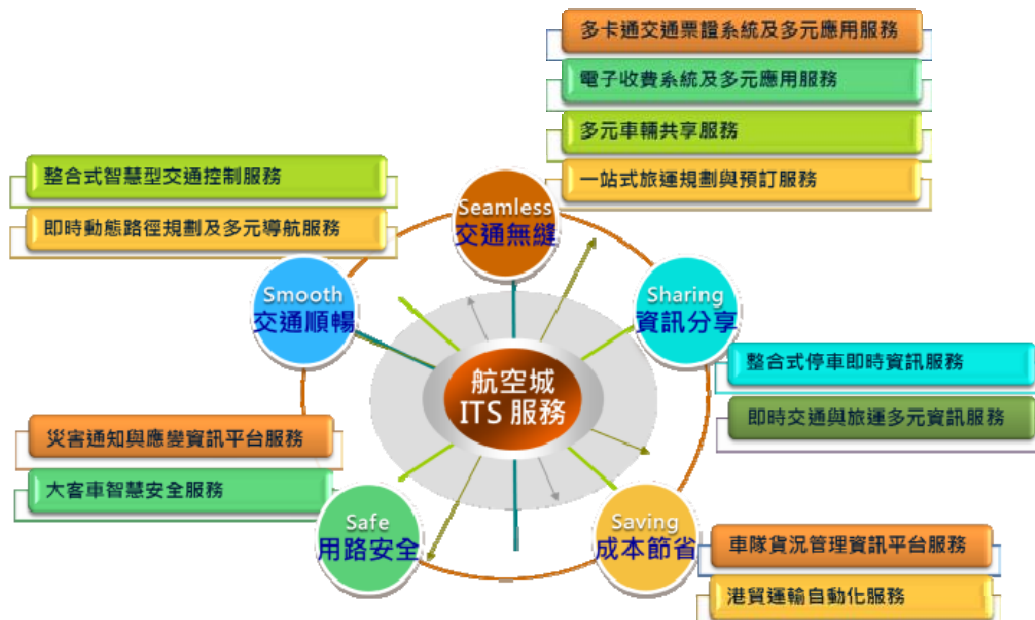 多卡通交通票證系統及多元應用服務
電子收費系統及多元應用服務
多元車輛共享服務
一站式旅運規劃與預訂服務
整合式智慧型交通控制服務
即時動態路徑規劃及多元導航服務
Seamless
交通無縫
Smooth
交通順暢
Sharing
資訊分享
航空城
ITS 服務
整合式停車即時資訊服務
即時交通與旅運多元資訊服務
災害通知與應變資訊平台服務
大客車智慧安全服務
Safe
用路安全
Saving
成本節省
車隊貨況管理資訊平台服務
港貿運輸自動化服務